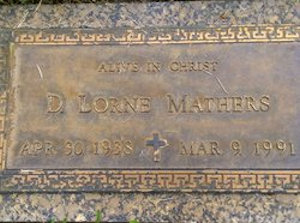 ALIVE IN CHRIST
D. LORNE MATHERS
APR. 30 1938 MAR. 9 1991